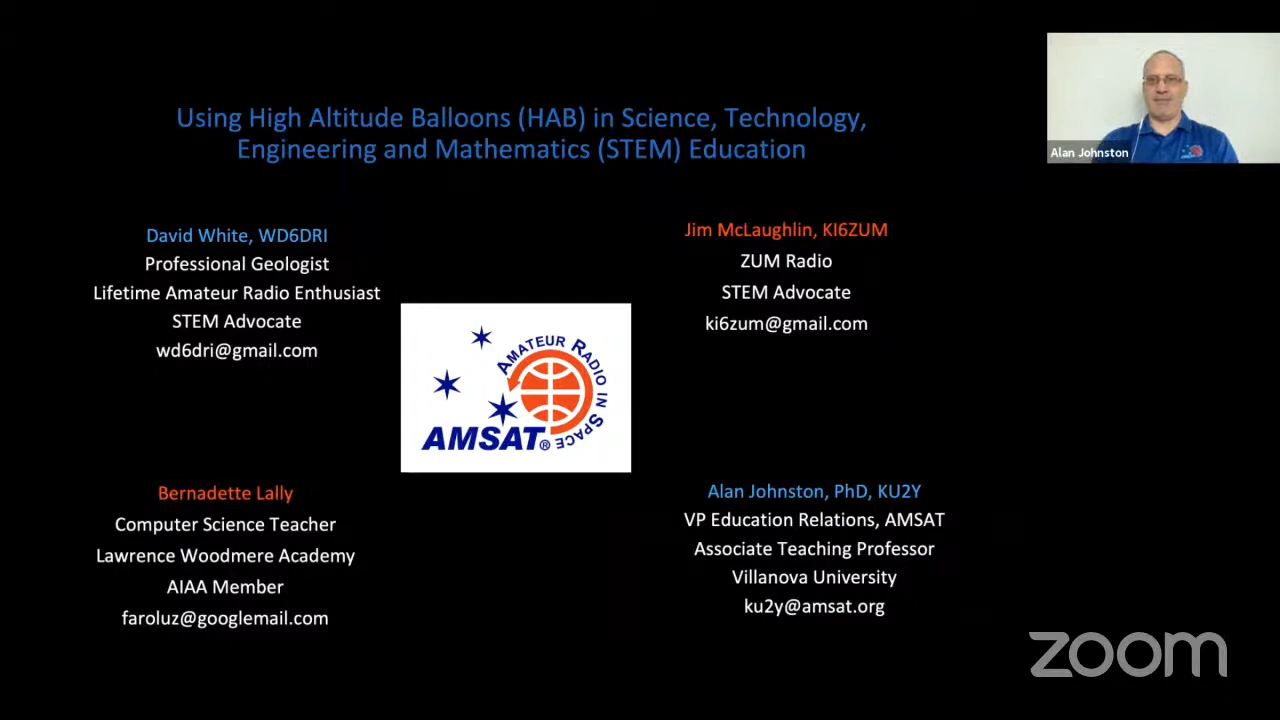 Using High Altitude Balloons (HAB) in Science, Technology,
Engineering and Mathematics (STEM) Education
Alan Johnston
David White, WD6DRI
Professional Geologist
Lifetime Amateur Radio Enthusiast
STEM Advocate
wd6dri@gmail.com
Jim McLaughlin, KI6ZUM
ZUM Radio
STEM Advocate
ki6zum@gmail.com
AMATEUR RADIO IN SPACE
AMSAT®
Bernadette Lally
Computer Science Teacher
Lawrence Woodmere Academy
AIAA Member
faroluz@googlemail.com
Alan Johnston, PhD, KU2Y
VP Education Relations, AMSAT
Associate Teaching Professor
Villanova University
ku2y@amsat.org
zoom